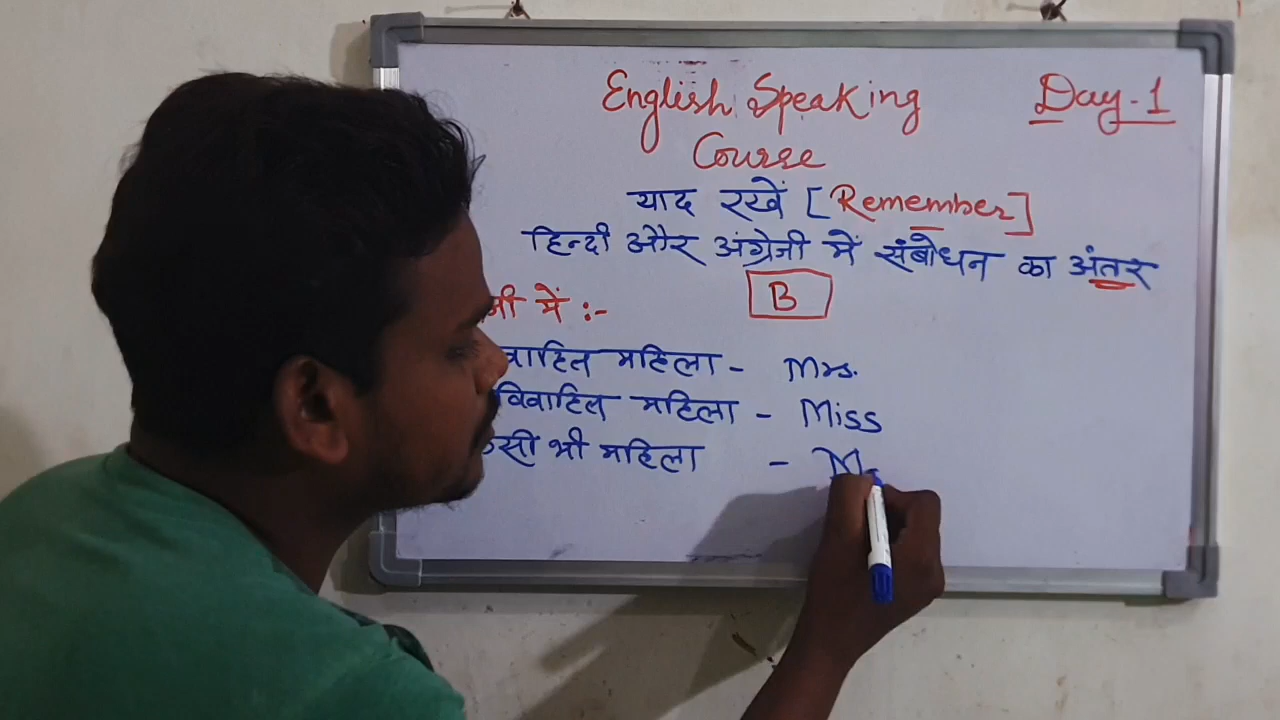 English Speaking Day-1
Course
याद रखें [Remember]
हिन्दी और अंग्रेजी में संबोधन का अंतर
B
में :-
महिला - Mrs.
महिला - Miss
भी महिला - M